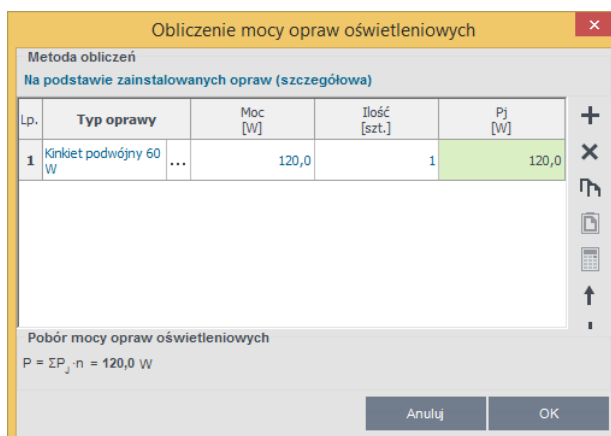 Obliczenie mocy opraw oświetleniowych
Metoda obliczeń
Na podstawie zainstalowanych opraw (szczegółowa)
Lp. Typ oprawy Moc [W] Ilość [szt.] Pj [W]
1 Kinkiet podwójny 60 W ... 120,0 1 120,0
Pobór mocy opraw oświetleniowych
P = ΣPJ ·n = 120,0 W
Anuluj OK